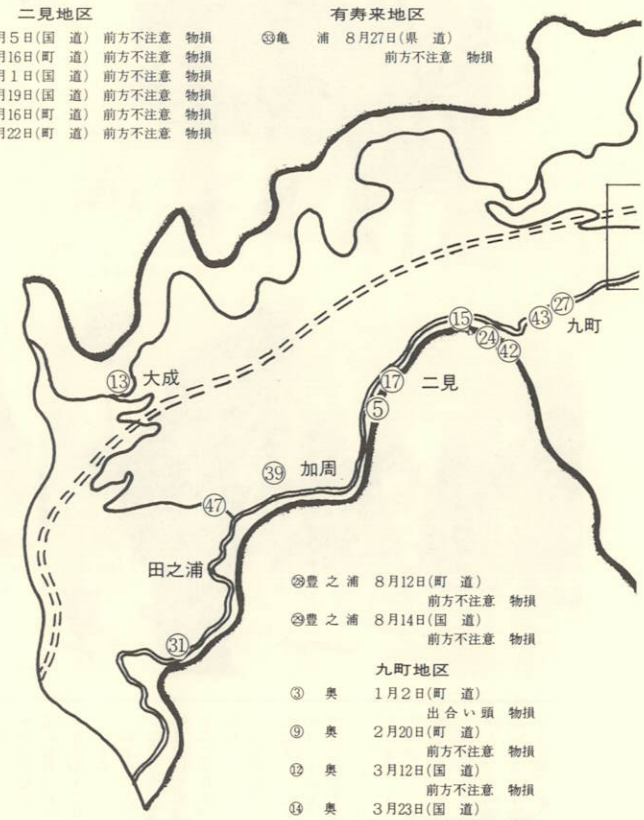 二見地区
月5日(国 道) 前方不注意 物損
月16日(町 道) 前方不注意 物損
月1日(国 道) 前方不注意 物損
月19日(国 道) 前方不注意 物損
月16日(町 道) 前方不注意 物損
月22日(町 道) 前方不注意 物損
有寿来地区
㉝亀 浦 8月27日(県 道)
前方不注意 物損
㉗
㊸
九町
⑮
㉔
㊷
⑬ 大成
⑰ 二見
⑤
㊴ 加周
㊼
田之浦
㉛
㉘豊之浦 8月12日(町 道)
前方不注意 物損
㉙豊之浦 8月14日(国 道)
前方不注意 物損
九町地区
③ 奥 1月2日(町 道)
出合い頭 物損
⑨ 奥 2月20日(町 道)
前方不注意 物損
⑫ 奥 3月12日(国 道)
前方不注意 物損
⑭ 奥 3月23日(国 道)